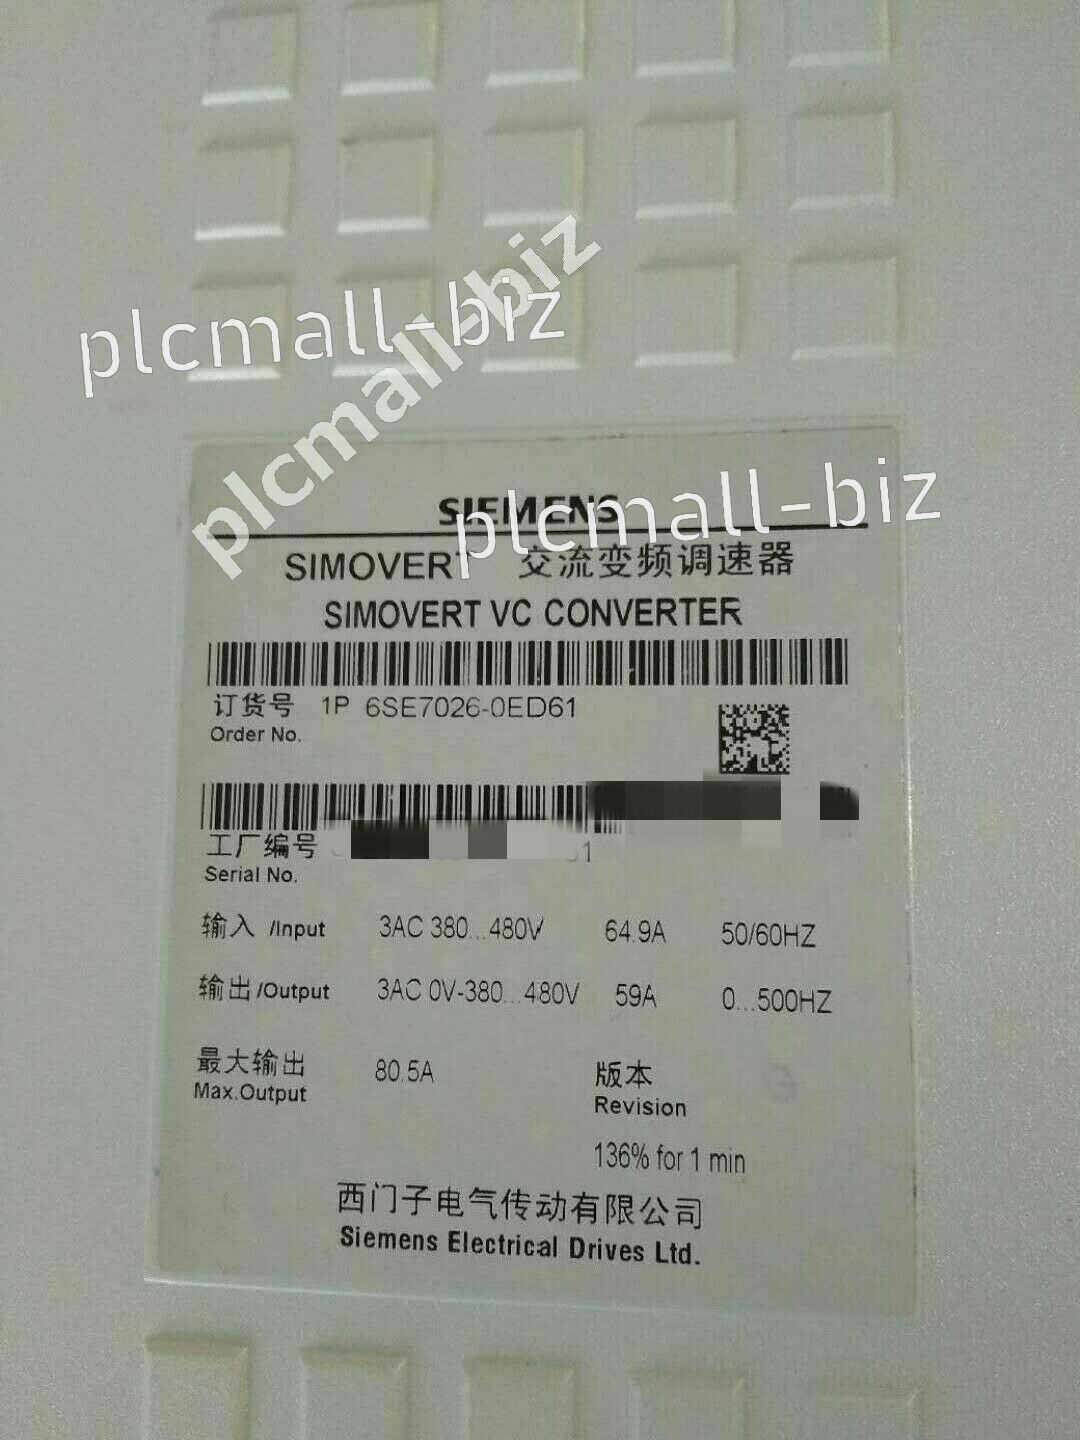 plcmall-biz
plcmall-biz
plcmall-biz
SIEMENS
SIMOVERT 交流变频调速器
SIMOVERT VC CONVERTER
订货号 1P 6SE7026-0ED61
Order No.
工厂编号
Serial No.
输入 /Input 3AC 380...480V 64.9A 50/60HZ
输出/Output 3AC 0V-380...480V 59A 0...500HZ
最大输出 80.5A 版本
Max.Output Revision
136% for 1 min
西门子电气传动有限公司
Siemens Electrical Drives Ltd.